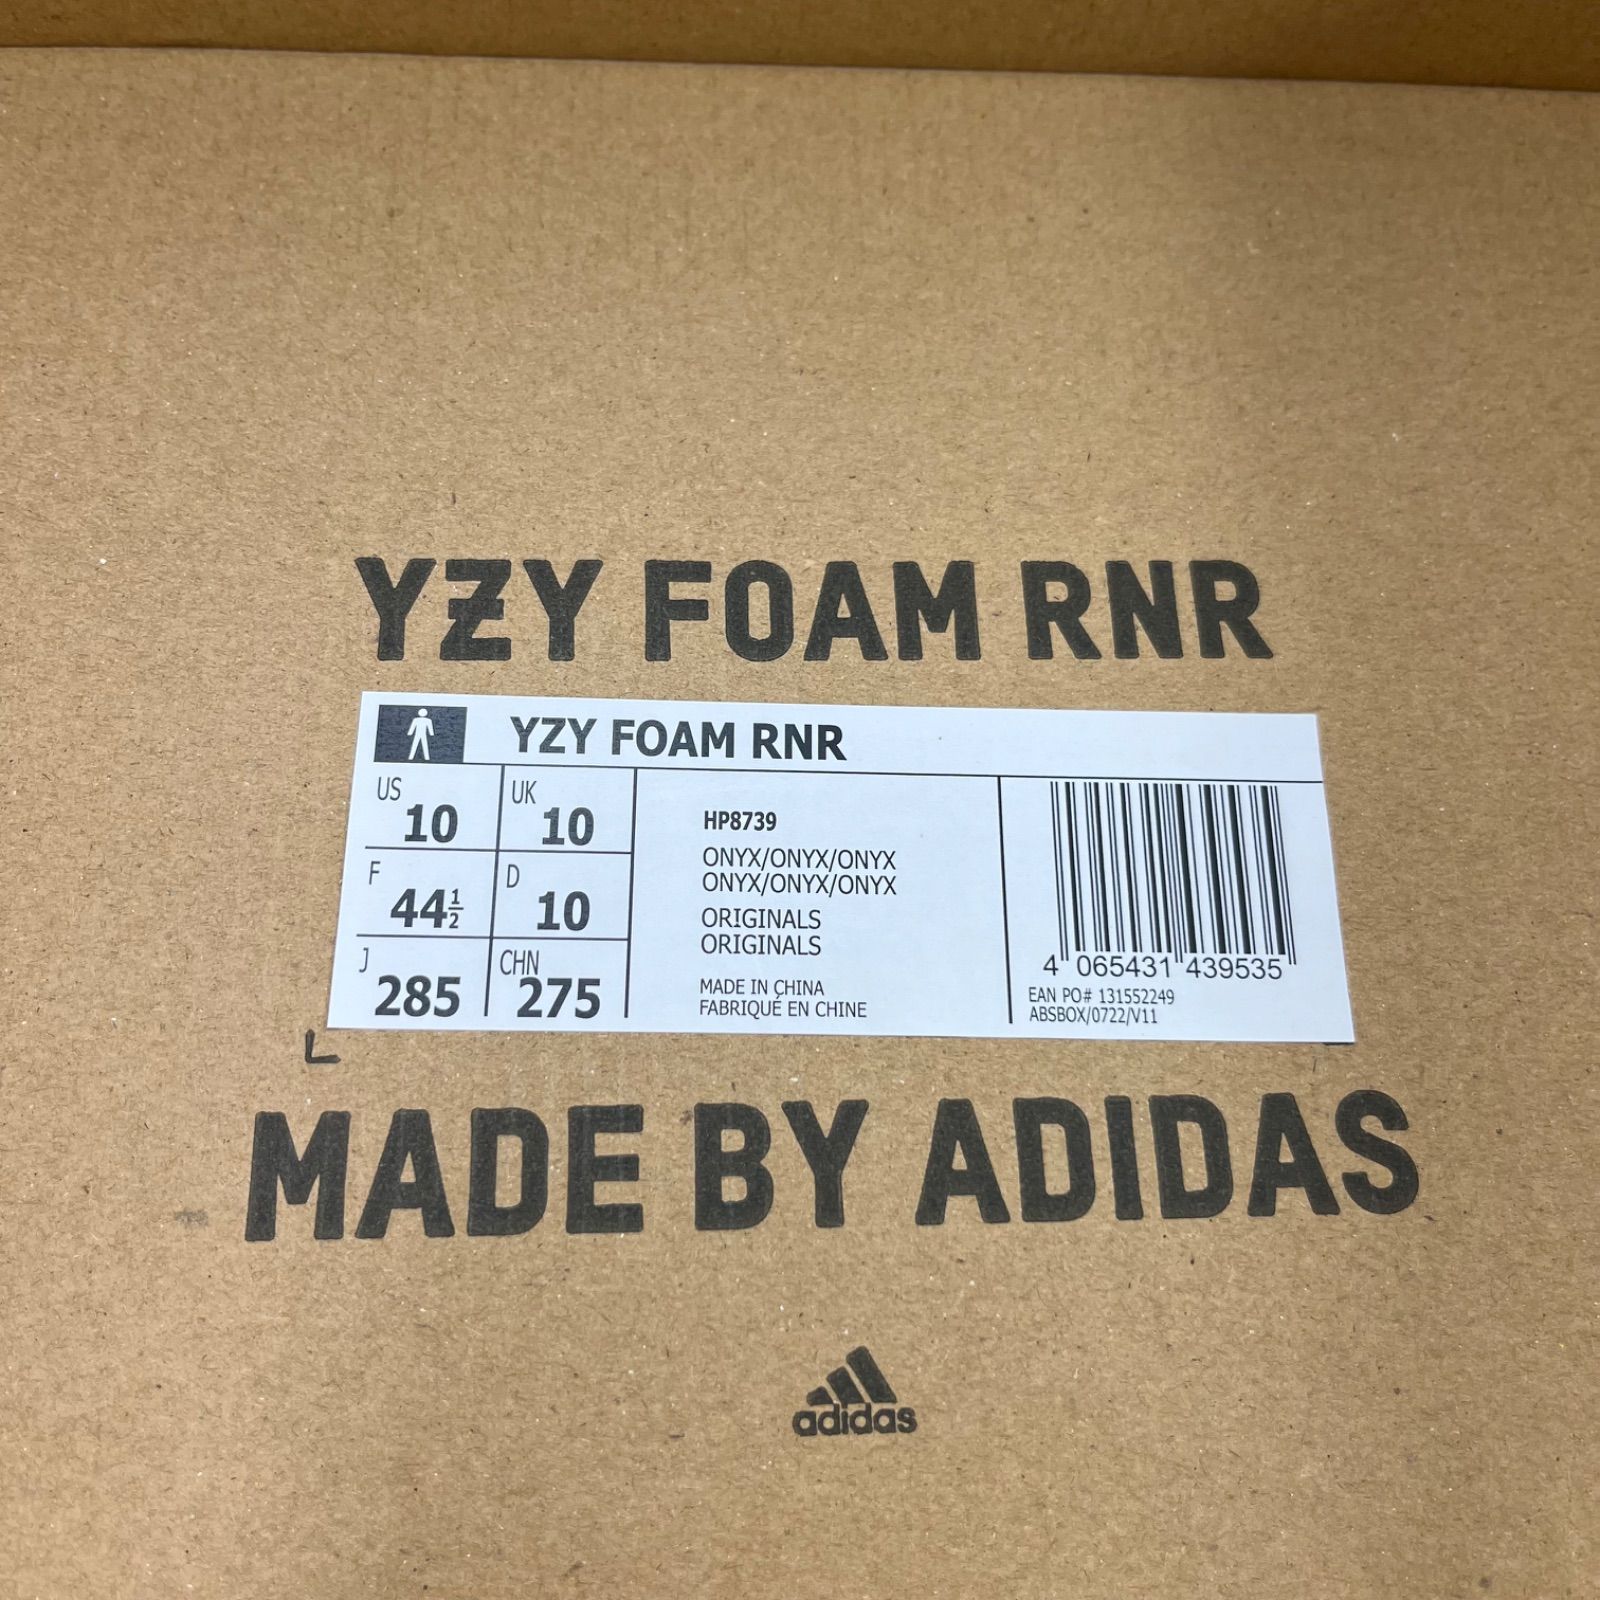 YZY FOAM RNR
YZY FOAM RNR
US 10 UK 10
F 44½ D 10
J 285 CHN 275
HP8739
ONYX/ONYX/ONYX
ONYX/ONYX/ONYX
ORIGINALS
ORIGINALS
MADE IN CHINA
FABRIQUÉ EN CHINE
4 065431 439535
EAN PO# 131552249
ABSBOX/0722/V11
MADE BY ADIDAS
adidas